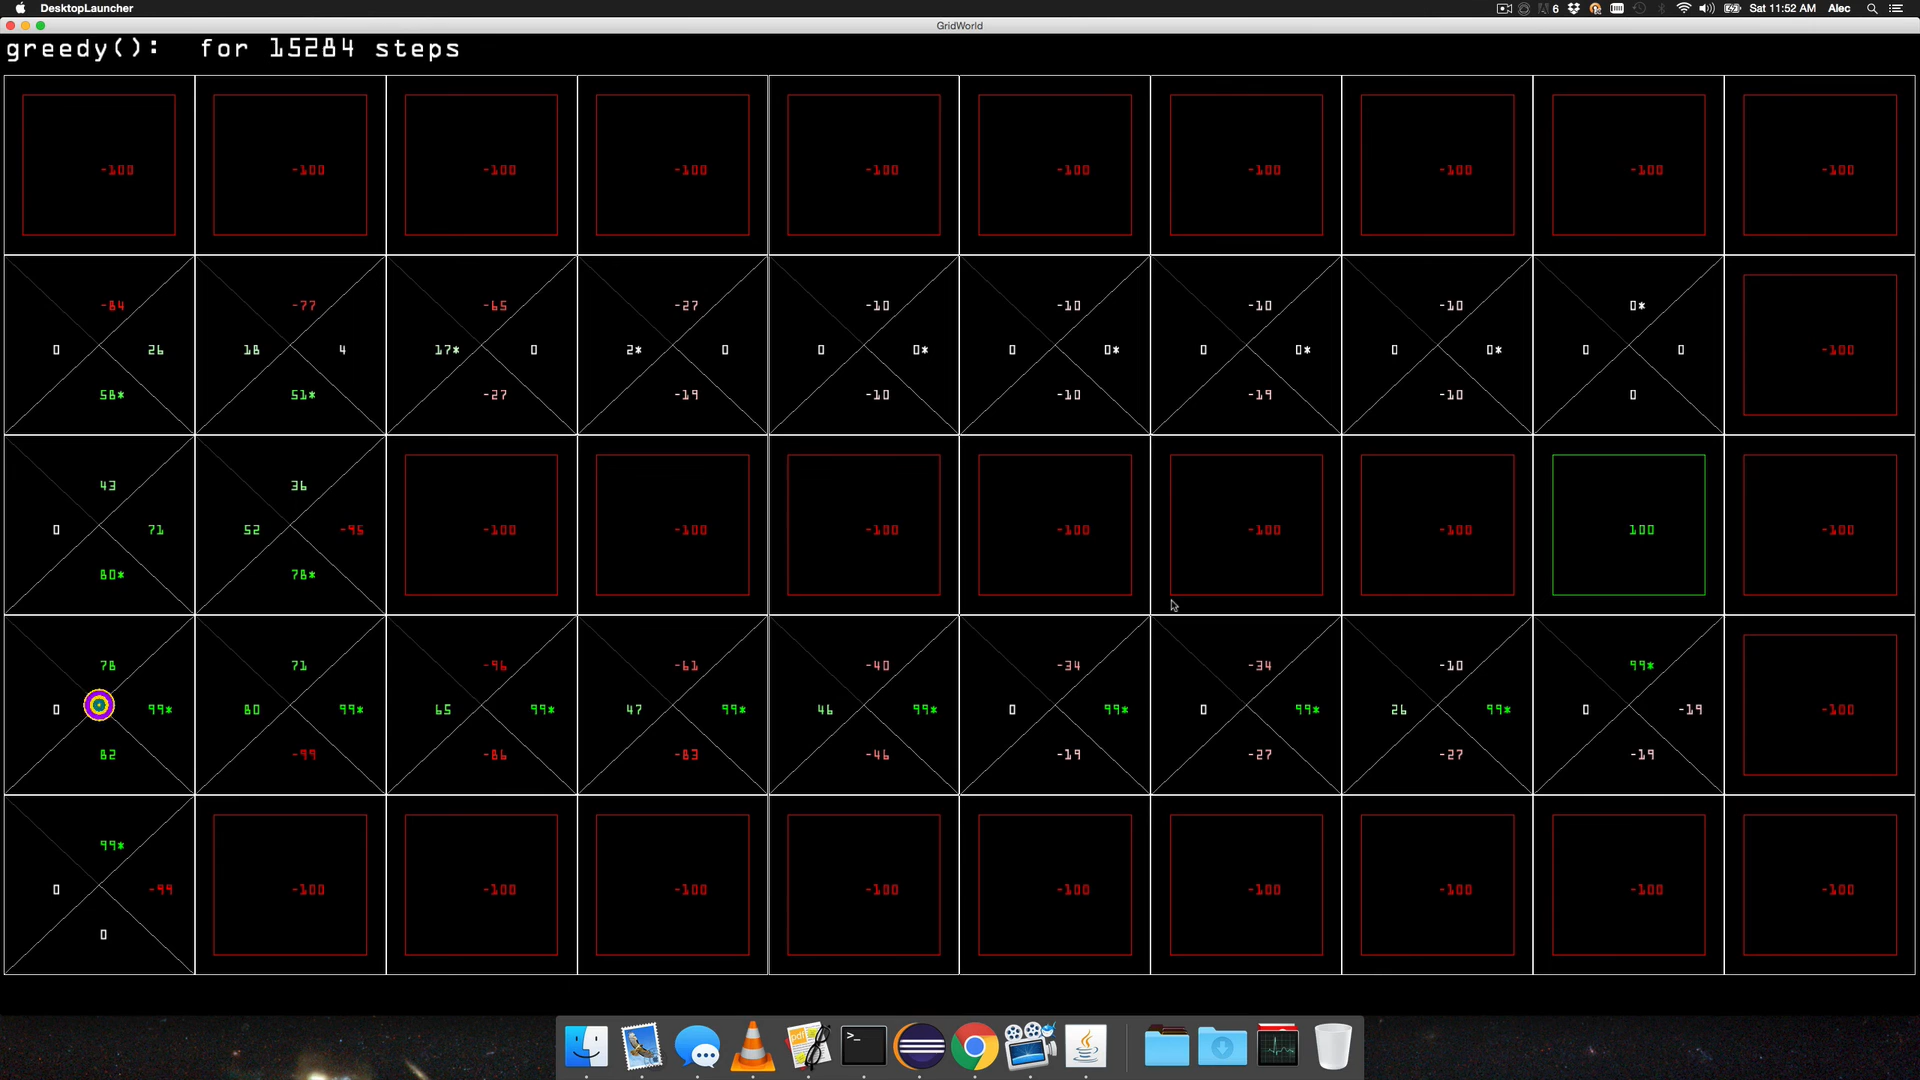 DesktopLauncher 6 Sat 11:52 AM Alec
GridWorld
greedy(): for 15284 steps
-100 -100 -100 -100 -100 -100 -100 -100 -100 -100
-84 -77 -65 -27 -10 -10 -10 -10 0*
0 26 18 4 17* 0 2* 0 0 0* 0 0* 0 0* 0 0* 0 0 -100
58* 51* -27 -19 -10 -10 -19 -10 0
43 36
0 71 52 -95 -100 -100 -100 -100 -100 -100 100 -100
80* 78*
78 71 -96 -61 -40 -34 -34 -10 99*
0 99* 80 99* 65 99* 47 99* 46 99* 0 99* 0 99* 26 99* 0 -19 -100
82 -99 -86 -83 -46 -19 -27 -27 -19
99*
0 -99 -100 -100 -100 -100 -100 -100 -100 -100 -100
0